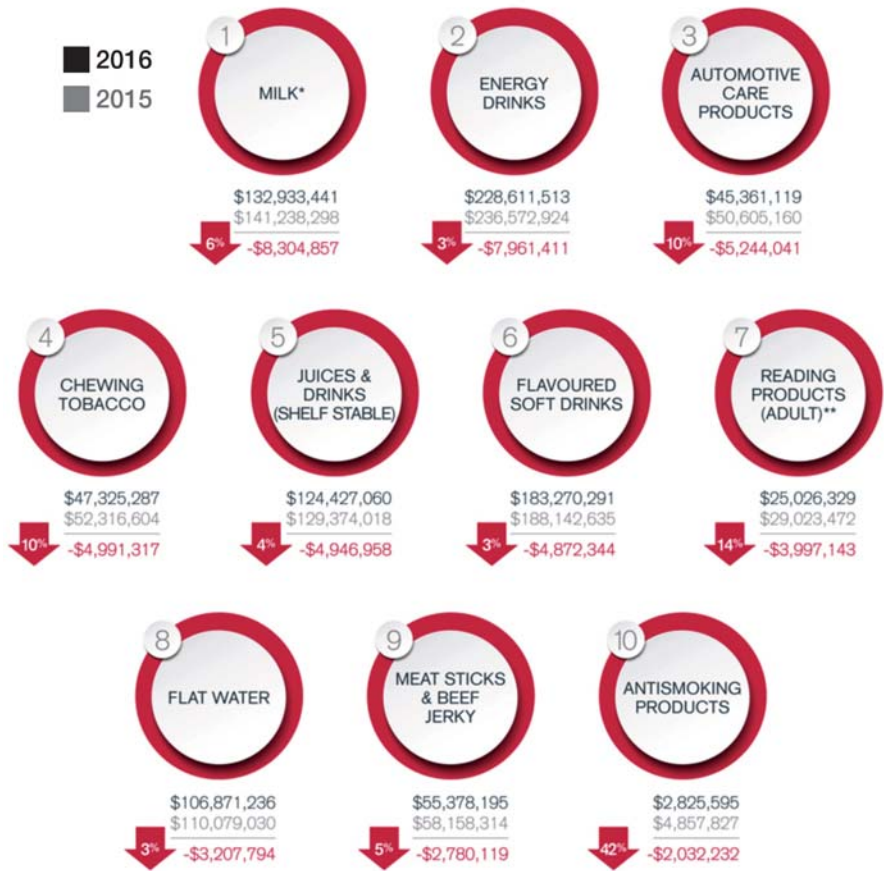 2016
2015
1
MILK*
$132,933,441
$141,238,298
6%
-$8,304,857
2
ENERGY
DRINKS
$228,611,513
$236,572,924
3%
-$7,961,411
3
AUTOMOTIVE
CARE
PRODUCTS
$45,361,119
$50,605,160
10%
-$5,244,041
4
CHEWING
TOBACCO
$47,325,287
$52,316,604
10%
-$4,991,317
5
JUICES &
DRINKS
(SHELF STABLE)
$124,427,060
$129,374,018
4%
-$4,946,958
6
FLAVOURED
SOFT DRINKS
$183,270,291
$188,142,635
3%
-$4,872,344
7
READING
PRODUCTS
(ADULT)**
$25,026,329
$29,023,472
14%
-$3,997,143
8
FLAT WATER
$106,871,236
$110,079,030
3%
-$3,207,794
9
MEAT STICKS
& BEEF
JERKY
$55,378,195
$58,158,314
5%
-$2,780,119
10
ANTISMOKING
PRODUCTS
$2,825,595
$4,857,827
42%
-$2,032,232